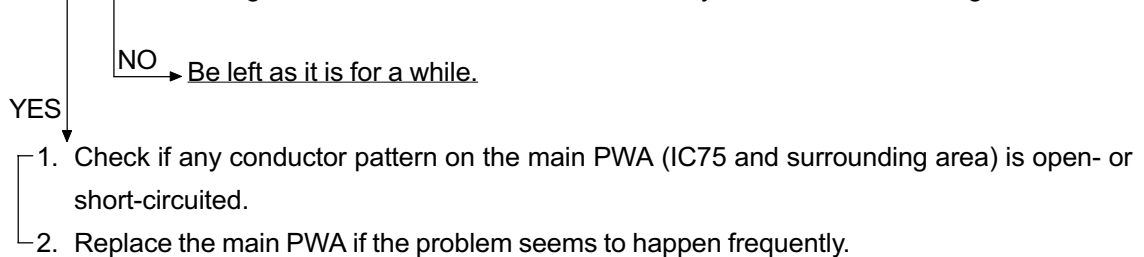 NO
Be left as it is for a while.
YES
1. Check if any conductor pattern on the main PWA (IC75 and surrounding area) is open- or
short-circuited.
2. Replace the main PWA if the problem seems to happen frequently.